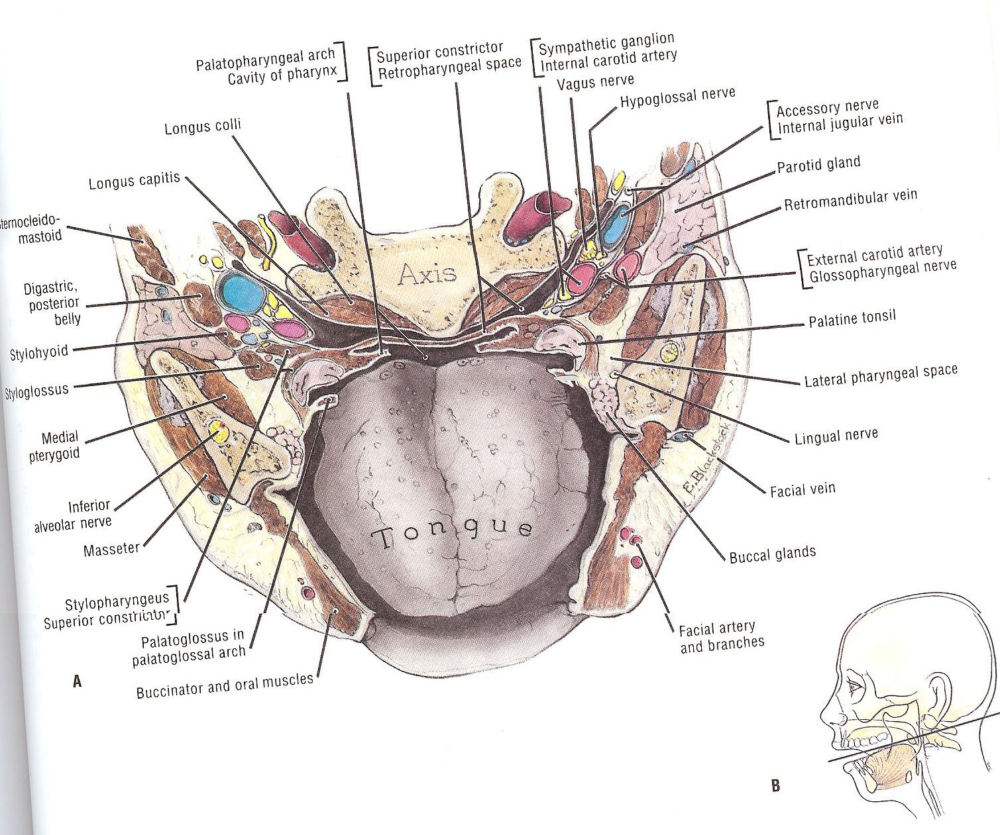 Palatopharyngeal arch
Cavity of pharynx
Superior constrictor
Retropharyngeal space
Sympathetic ganglion
Internal carotid artery
Vagus nerve
Hypoglossal nerve
Accessory nerve
Internal jugular vein
Parotid gland
Retromandibular vein
External carotid artery
Glossopharyngeal nerve
Palatine tonsil
Lateral pharyngeal space
Lingual nerve
Facial vein
Buccal glands
Facial artery
and branches
Longus colli
Longus capitis
ternocleido-
mastoid
Digastric,
posterior
belly
Stylohyoid
Styloglossus
Medial
pterygoid
Inferior
alveolar nerve
Masseter
Stylopharyngeus
Superior constrictor
Palatoglossus in
palatoglossal arch
Buccinator and oral muscles
Axis
Tongue
E. Blackstock
A
B